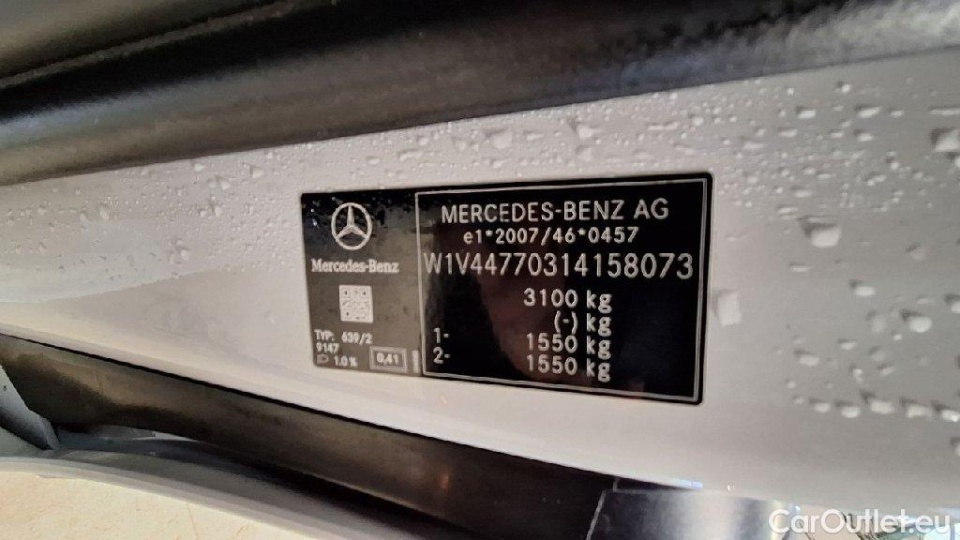 Mercedes-Benz
TYP: 639/2
9147
1.0 %
0,41
MERCEDES-BENZ AG
e1*2007/46*0457
W1V44770314158073
3100 kg
(-) kg
1- 1550 kg
2- 1550 kg
CarOutlet.eu